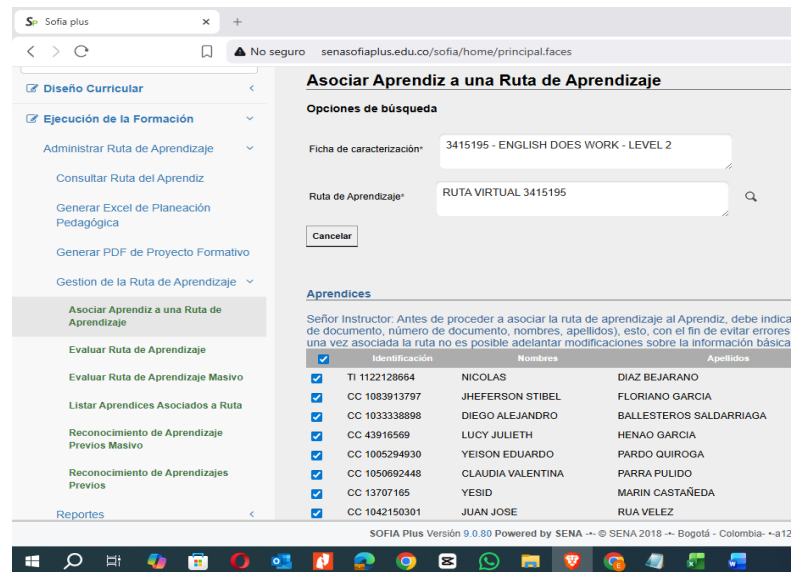 Sofia plus
No seguro senasofiaplus.edu.co/sofia/home/principal.faces
Diseño Curricular
Ejecución de la Formación
Administrar Ruta de Aprendizaje
Consultar Ruta del Aprendiz
Generar Excel de Planeación
Pedagógica
Generar PDF de Proyecto Formativo
Gestion de la Ruta de Aprendizaje
Asociar Aprendiz a una Ruta de
Aprendizaje
Evaluar Ruta de Aprendizaje
Evaluar Ruta de Aprendizaje Masivo
Listar Aprendices Asociados a Ruta
Reconocimiento de Aprendizaje
Previos Masivo
Reconocimiento de Aprendizajes
Previos
Reportes
Asociar Aprendiz a una Ruta de Aprendizaje
Opciones de búsqueda
Ficha de caracterización* 3415195 - ENGLISH DOES WORK - LEVEL 2
Ruta de Aprendizaje* RUTA VIRTUAL 3415195
Cancelar
Aprendices
Señor Instructor: Antes de proceder a asociar la ruta de aprendizaje al Aprendiz, debe indica
de documento, número de documento, nombres, apellidos), esto, con el fin de evitar errores
una vez asociada la ruta no es posible adelantar modificaciones sobre la información básica
Identificación Nombres Apellidos
TI 1122128664 NICOLAS DIAZ BEJARANO
CC 1083913797 JHEFERSON STIBEL FLORIANO GARCIA
CC 1033338898 DIEGO ALEJANDRO BALLESTEROS SALDARRIAGA
CC 43916569 LUCY JULIETH HENAO GARCIA
CC 1005294930 YEISON EDUARDO PARDO QUIROGA
CC 1050692448 CLAUDIA VALENTINA PARRA PULIDO
CC 13707165 YESID MARIN CASTAÑEDA
CC 1042150301 JUAN JOSE RUA VELEZ
SOFIA Plus Versión 9.0.80 Powered by SENA -•- © SENA 2018 -•- Bogotá - Colombia- -•-a12